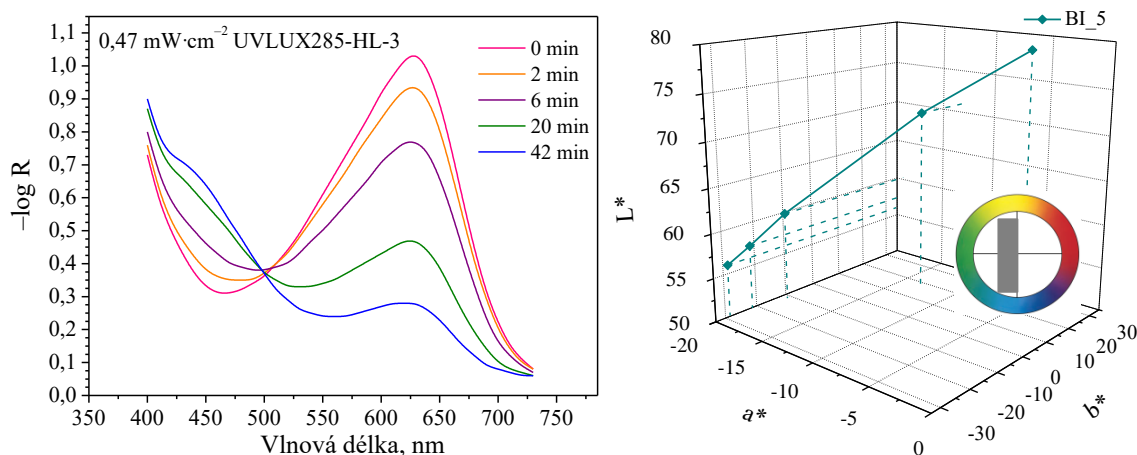 0,47 mW·cm⁻² UVLUX285-HL-3
0 min
2 min
6 min
20 min
42 min
1,1
1,0
0,9
0,8
0,7
0,6
0,5
0,4
0,3
0,2
0,1
0,0
–log R
350 400 450 500 550 600 650 700 750
Vlnová délka, nm
BI_5
80
75
70
65
60
55
50
L*
-20
-15
-10
-5
0
a*
-30
-20
-10
0
10
20
30
b*